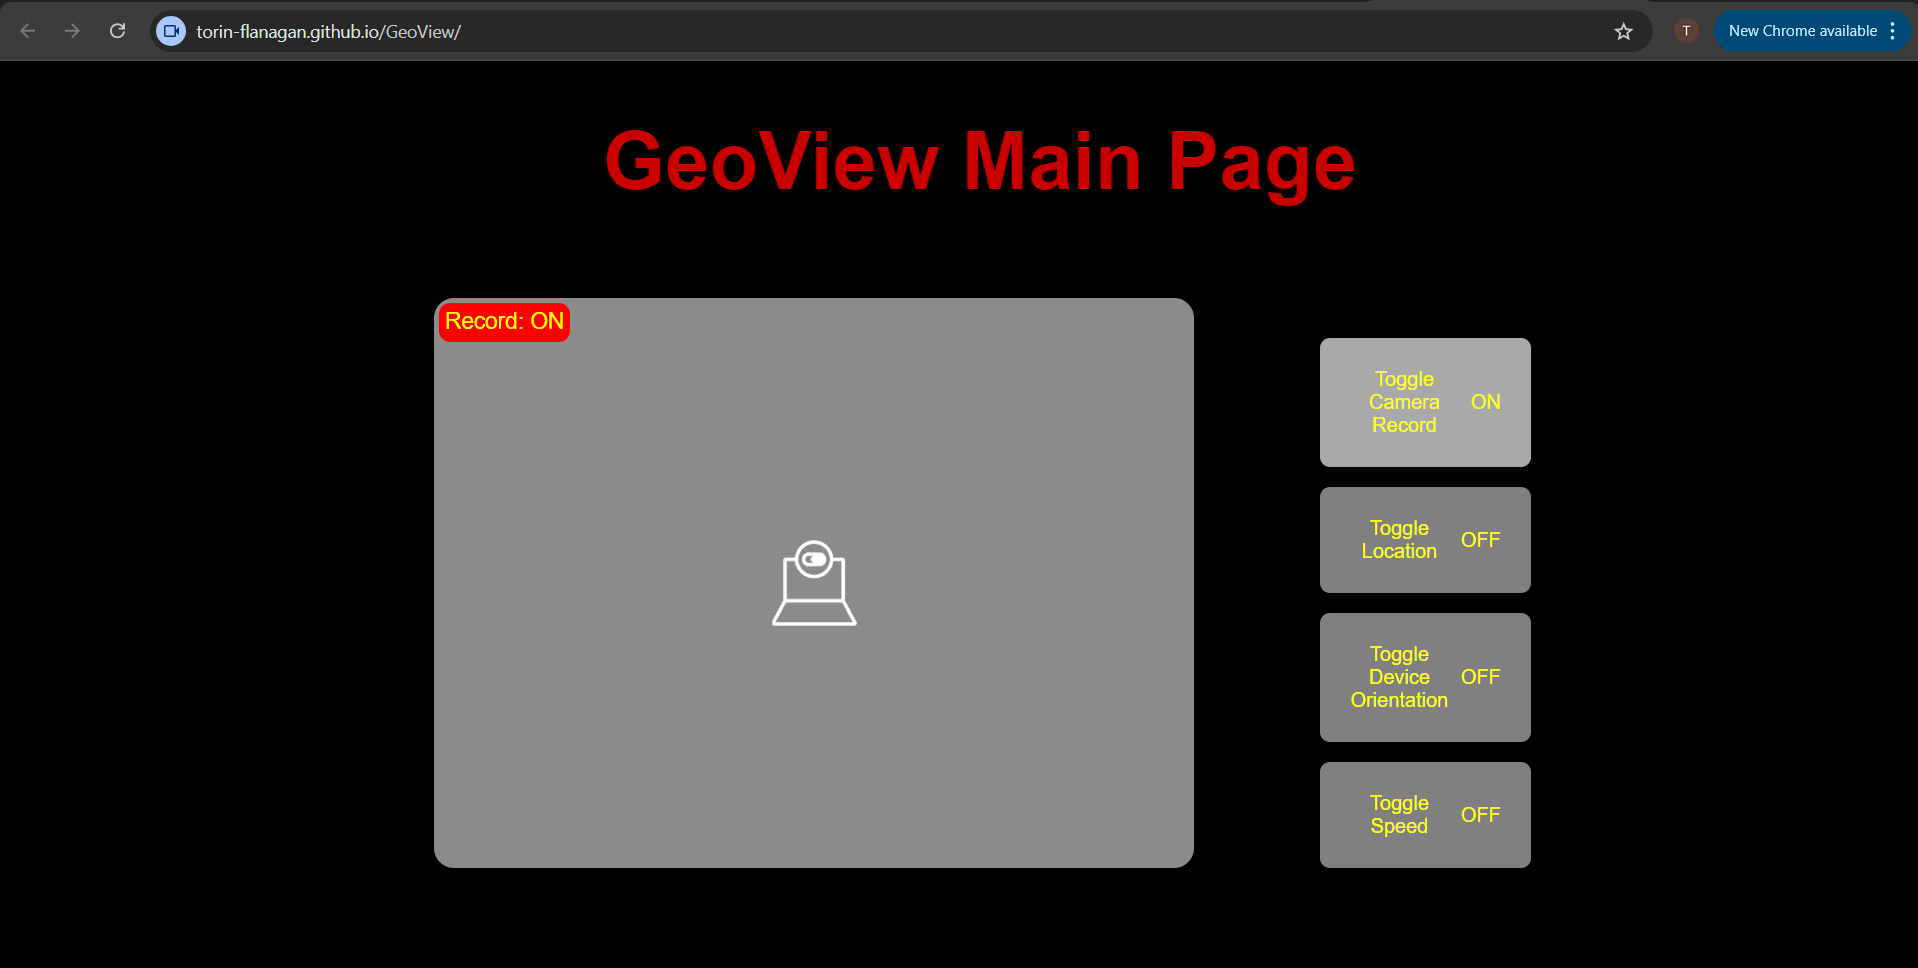 torin-flanagan.github.io/GeoView/
T
New Chrome available
GeoView Main Page
Record: ON
Toggle
Camera
Record
ON
Toggle
Location
OFF
Toggle
Device
Orientation
OFF
Toggle
Speed
OFF